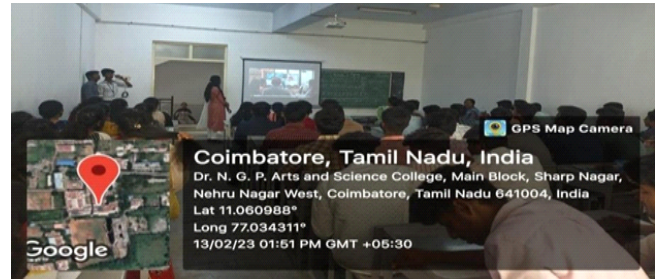 GPS Map Camera
Coimbatore, Tamil Nadu, India
Dr. N. G. P. Arts and Science College, Main Block, Sharp Nagar,
Nehru Nagar West, Coimbatore, Tamil Nadu 641004, India
Lat 11.060988°
Long 77.034311°
13/02/23 01:51 PM GMT +05:30
Google